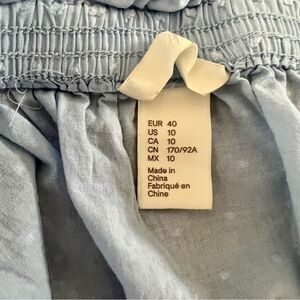 EUR 40
US 10
CA 10
CN 170/92A
MX 10
Made in
China
Fabriqué en
Chine